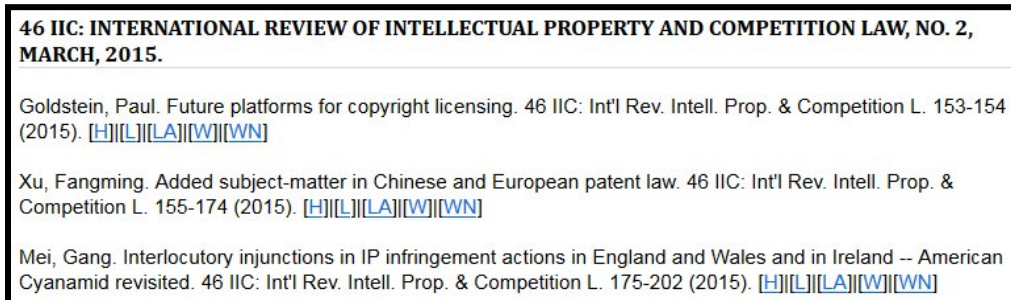 46 IIC: INTERNATIONAL REVIEW OF INTELLECTUAL PROPERTY AND COMPETITION LAW, NO. 2,
MARCH, 2015.
Goldstein, Paul. Future platforms for copyright licensing. 46 IIC: Int'l Rev. Intell. Prop. & Competition L. 153-154
(2015). [H]|[L]|[LA]|[W]|[WN]
Xu, Fangming. Added subject-matter in Chinese and European patent law. 46 IIC: Int'l Rev. Intell. Prop. &
Competition L. 155-174 (2015). [H]|[L]|[LA]|[W]|[WN]
Mei, Gang. Interlocutory injunctions in IP infringement actions in England and Wales and in Ireland -- American
Cyanamid revisited. 46 IIC: Int'l Rev. Intell. Prop. & Competition L. 175-202 (2015). [H]|[L]|[LA]|[W]|[WN]